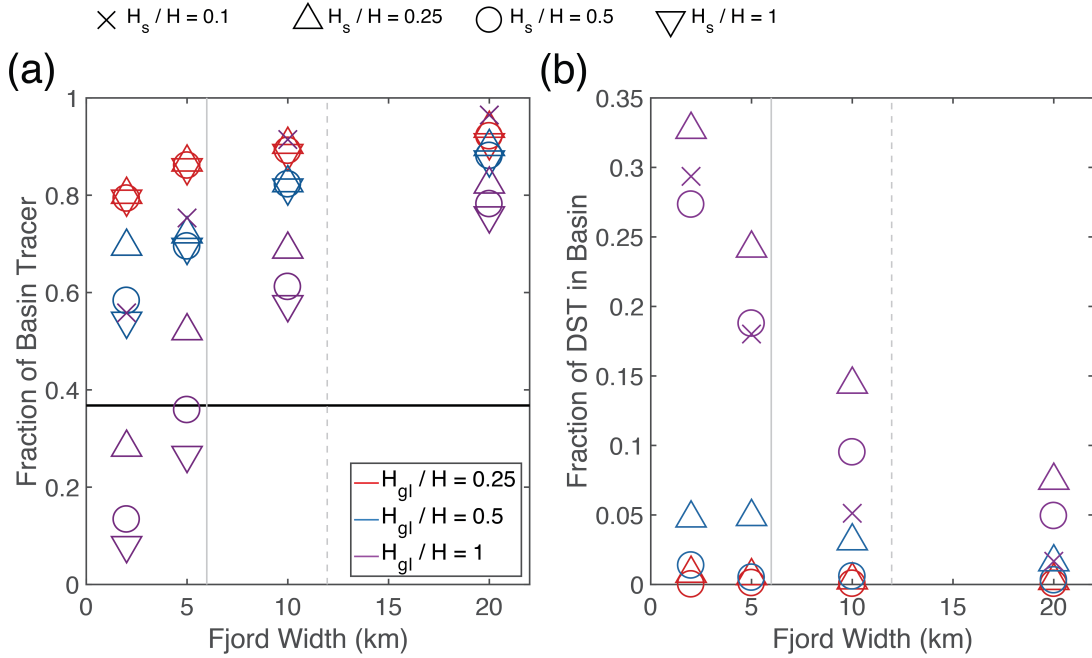 H_s / H = 0.1 H_s / H = 0.25 H_s / H = 0.5 H_s / H = 1
(a)
Fraction of Basin Tracer
1
0.8
0.6
0.4
0.2
0
0 5 10 15 20
Fjord Width (km)
H_gl / H = 0.25
H_gl / H = 0.5
H_gl / H = 1
(b)
Fraction of DST in Basin
0.35
0.3
0.25
0.2
0.15
0.1
0.05
0
0 5 10 15 20
Fjord Width (km)